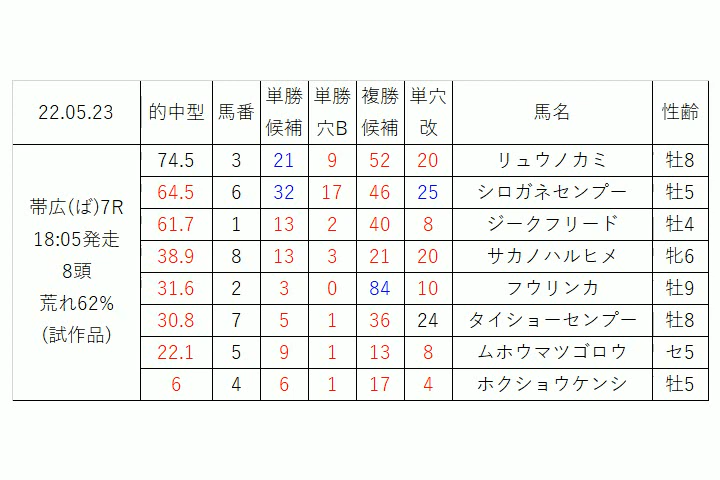 22.05.23 的中型 馬番 単勝候補 単勝穴B 複勝候補 単穴改 馬名 性齢
帯広(ば)7R
18:05発走
8頭
荒れ62%
(試作品)
74.5 3 21 9 52 20 リュウノカミ 牡8
64.5 6 32 17 46 25 シロガネセンプー 牡5
61.7 1 13 2 40 8 ジークフリード 牡4
38.9 8 13 3 21 20 サカノハルヒメ 牝6
31.6 2 3 0 84 10 フウリンカ 牡9
30.8 7 5 1 36 24 タイショーセンプー 牡8
22.1 5 9 1 13 8 ムホウマツゴロウ セ5
6 4 6 1 17 4 ホクショウケンシ 牡5